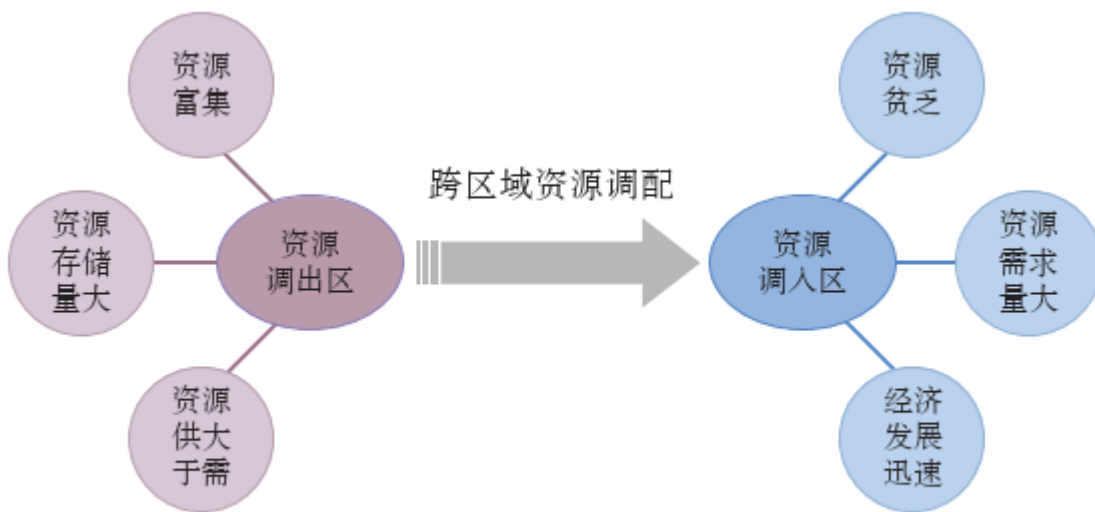 资源
富集
资源
存储
量大
资源
调出区
资源
供大
于需
跨区域资源调配
资源
贫乏
资源
调入区
资源
需求
量大
经济
发展
迅速